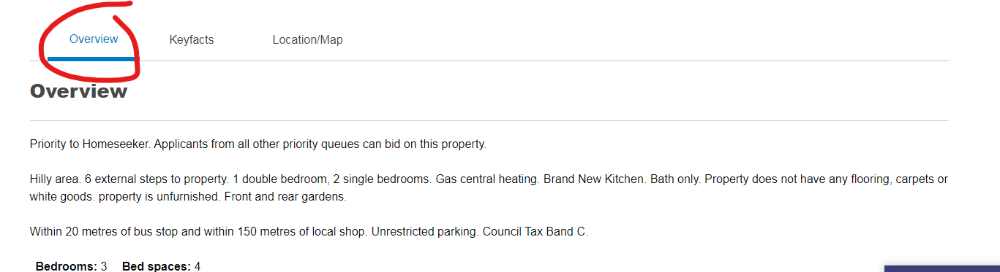 Overview Keyfacts Location/Map
Overview
Priority to Homeseeker. Applicants from all other priority queues can bid on this property.
Hilly area. 6 external steps to property. 1 double bedroom, 2 single bedrooms. Gas central heating. Brand New Kitchen. Bath only. Property does not have any flooring, carpets or
white goods. property is unfurnished. Front and rear gardens.
Within 20 metres of bus stop and within 150 metres of local shop. Unrestricted parking. Council Tax Band C.
Bedrooms: 3 Bed spaces: 4